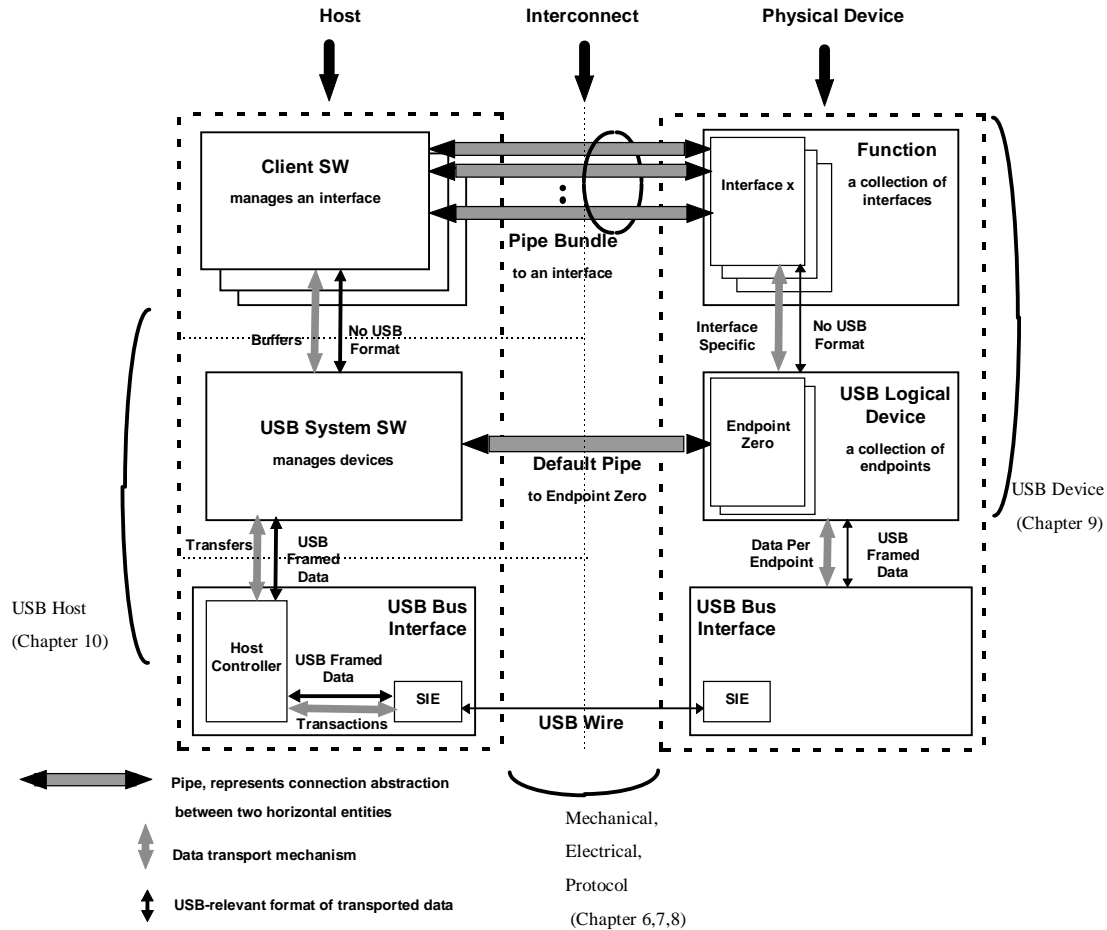 Host
Interconnect
Physical Device
Client SW
manages an interface
Pipe Bundle
to an interface
Interface x
Function
a collection of
interfaces
Buffers
No USB
Format
Interface
Specific
No USB
Format
USB System SW
manages devices
Default Pipe
to Endpoint Zero
Endpoint
Zero
USB Logical
Device
a collection of
endpoints
USB Device
(Chapter 9)
Transfers
USB
Framed
Data
Data Per
Endpoint
USB
Framed
Data
USB Host
(Chapter 10)
USB Bus
Interface
Host
Controller
USB Framed
Data
Transactions
SIE
USB Wire
USB Bus
Interface
SIE
Pipe, represents connection abstraction
between two horizontal entities
Data transport mechanism
USB-relevant format of transported data
Mechanical,
Electrical,
Protocol
(Chapter 6,7,8)